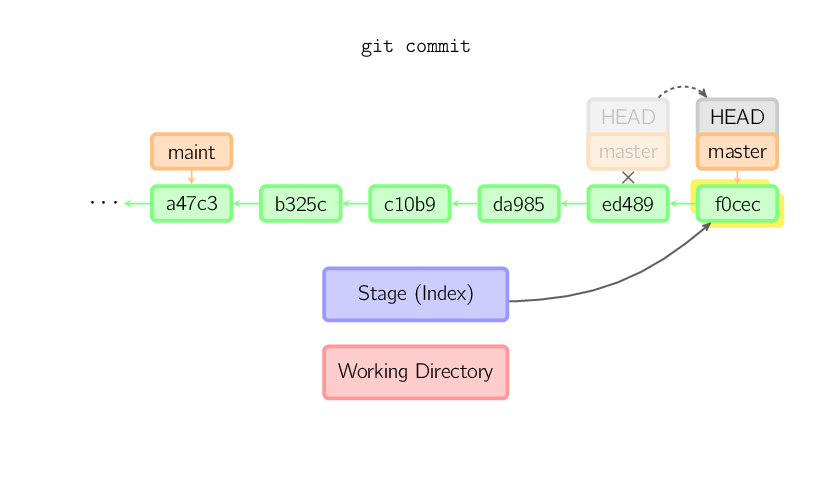 git commit
HEAD HEAD
maint master master
... a47c3 b325c c10b9 da985 ed489 f0cec
Stage (Index)
Working Directory